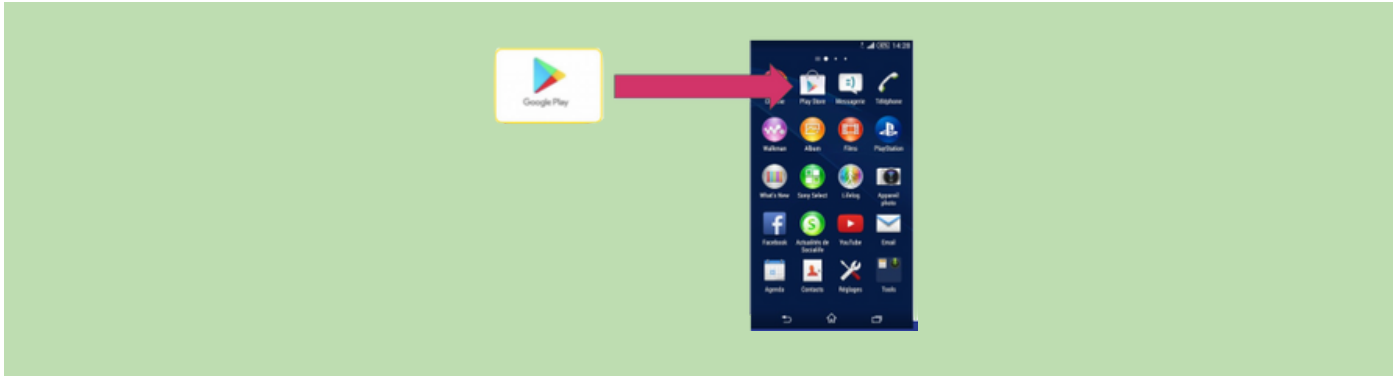 Google Play
14:28
Play Store
Messagerie
Téléphone
Walkman
Album
Films
PlayStation
What's New
Sony Select
Lifelog
Appareil
photo
Facebook
Actualités de
Socialife
YouTube
Email
Agenda
Contacts
Réglages
Tools